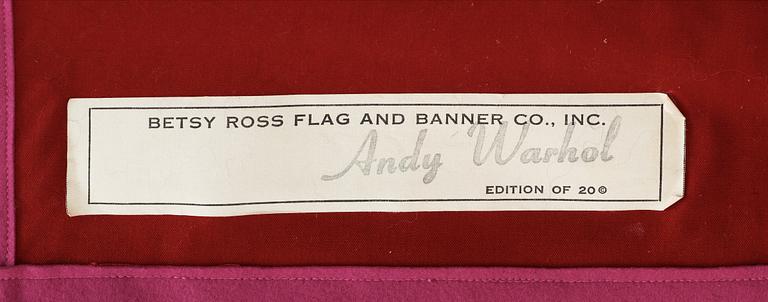 BETSY ROSS FLAG AND BANNER CO., INC.
Andy Warhol
EDITION OF 20©